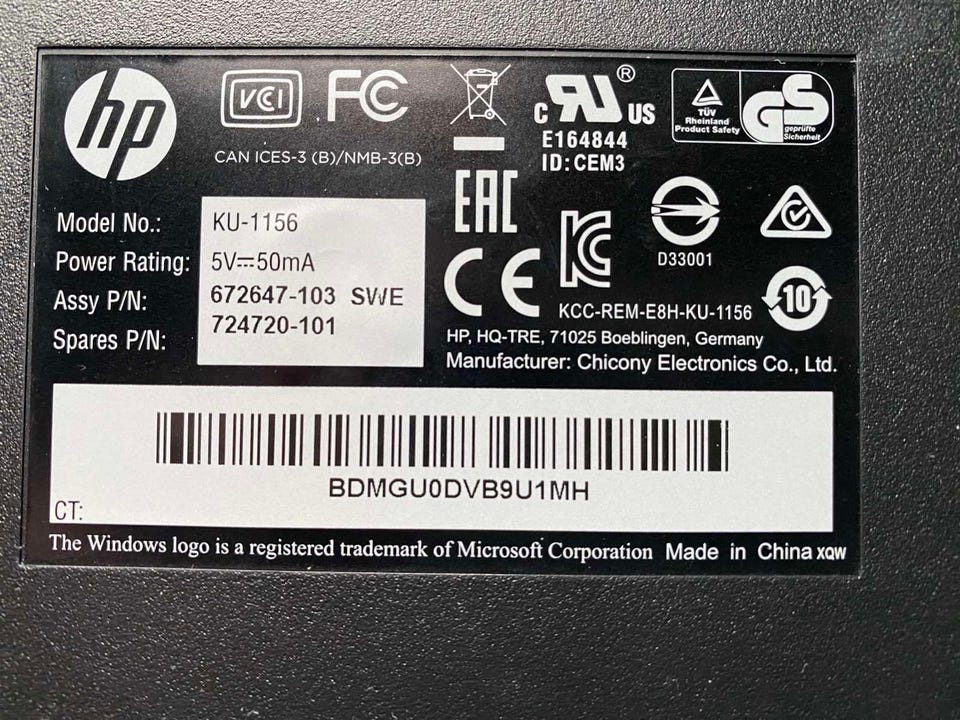 hp
VCI FC
CAN ICES-3 (B)/NMB-3(B)
c RU ® US
E164844
ID: CEM3
TÜV
Rheinland
Product Safety
GS
geprüfte
Sicherheit
Model No.: KU-1156
Power Rating: 5V⎓50mA
Assy P/N: 672647-103 SWE
Spares P/N: 724720-101
EAC
CE
KC
D33001
10
KCC-REM-E8H-KU-1156
HP, HQ-TRE, 71025 Boeblingen, Germany
Manufacturer: Chicony Electronics Co., Ltd.
BDMGU0DVB9U1MH
CT:
The Windows logo is a registered trademark of Microsoft Corporation Made in China XQW